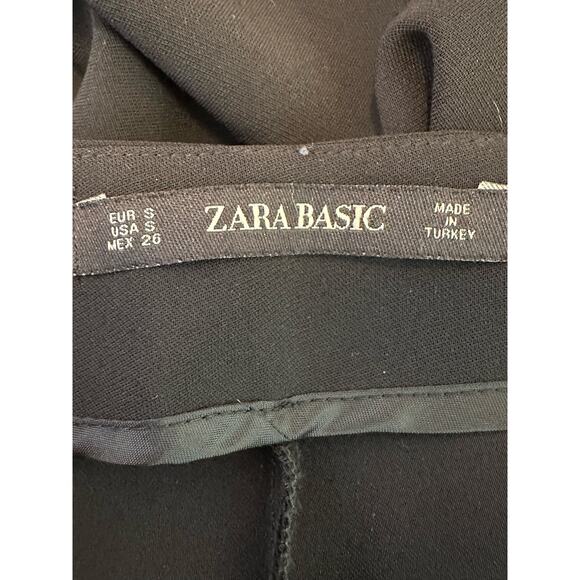 EUR S
USA S
MEX 26
ZARA BASIC
MADE
IN
TURKEY